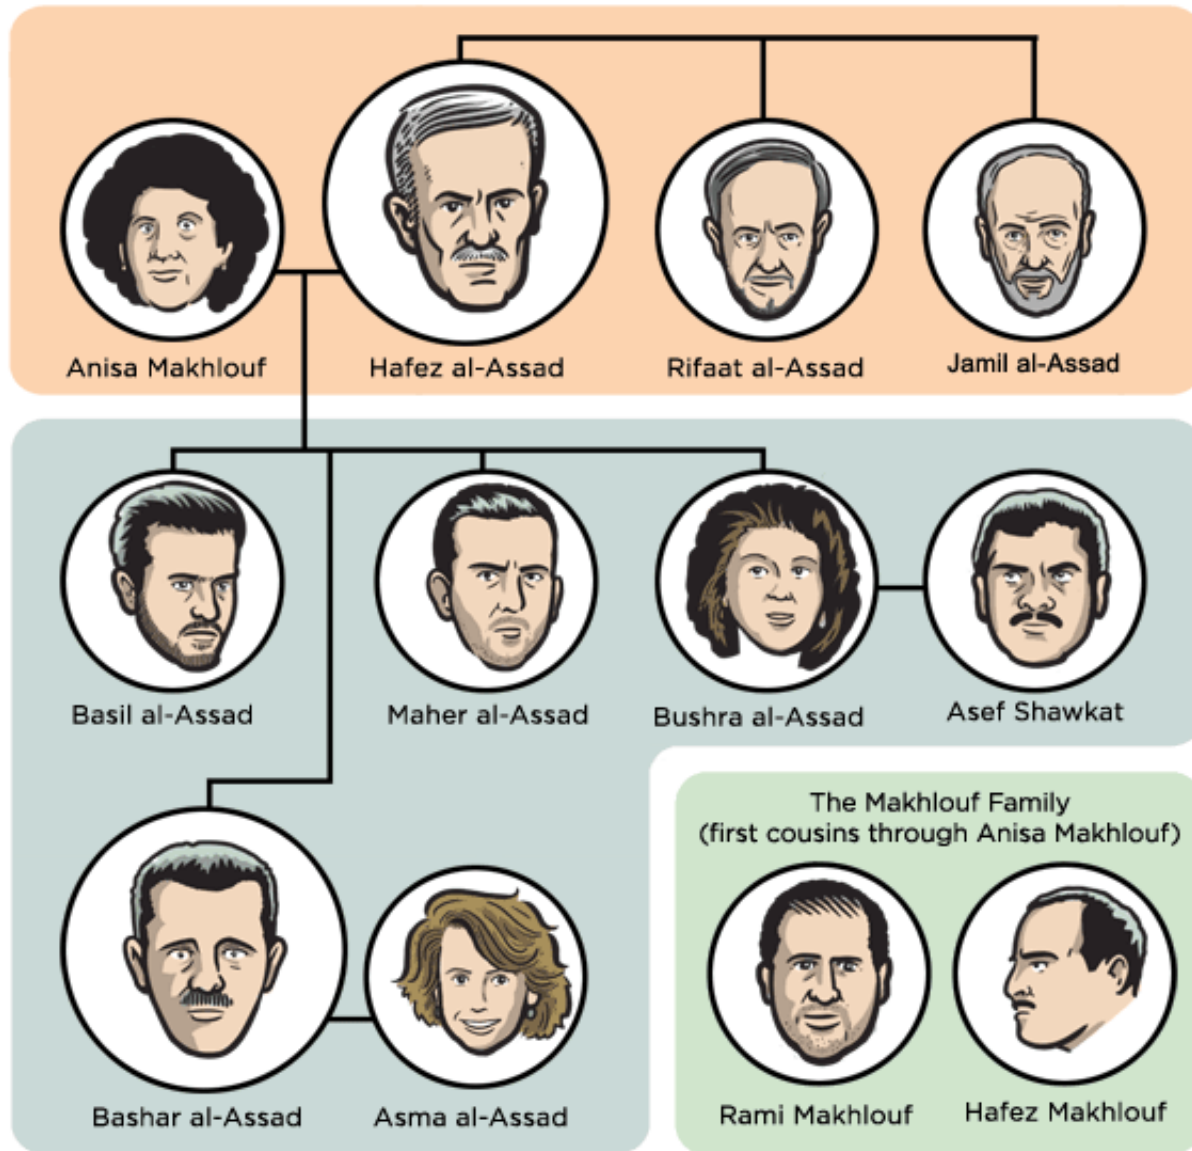 Anisa Makhlouf
Hafez al-Assad
Rifaat al-Assad
Jamil al-Assad
Basil al-Assad
Maher al-Assad
Bushra al-Assad
Asef Shawkat
The Makhlouf Family
(first cousins through Anisa Makhlouf)
Bashar al-Assad
Asma al-Assad
Rami Makhlouf
Hafez Makhlouf